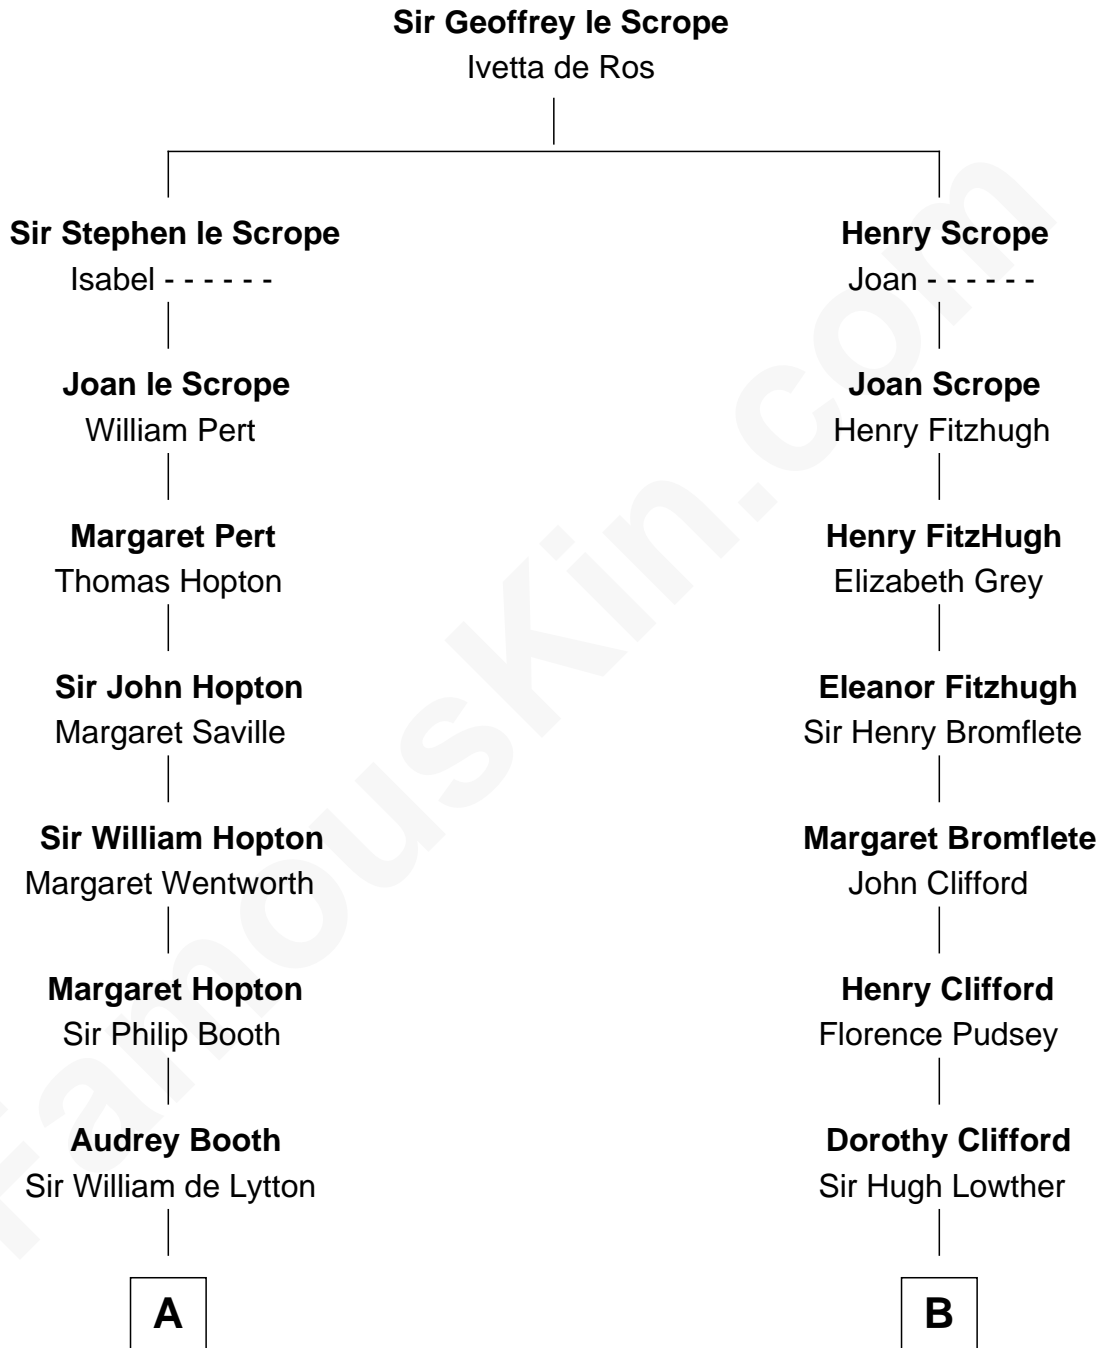 Sir Geoffrey le Scrope
Ivetta de Ros
Sir Stephen le Scrope
Isabel - - - - - -
Henry Scrope
Joan - - - - - -
Joan le Scrope
William Pert
Joan Scrope
Henry Fitzhugh
Margaret Pert
Thomas Hopton
Henry FitzHugh
Elizabeth Grey
Sir John Hopton
Margaret Saville
Eleanor Fitzhugh
Sir Henry Bromflete
Sir William Hopton
Margaret Wentworth
Margaret Bromflete
John Clifford
Margaret Hopton
Sir Philip Booth
Henry Clifford
Florence Pudsey
Audrey Booth
Sir William de Lytton
Dorothy Clifford
Sir Hugh Lowther
A
B
FamousKin.com